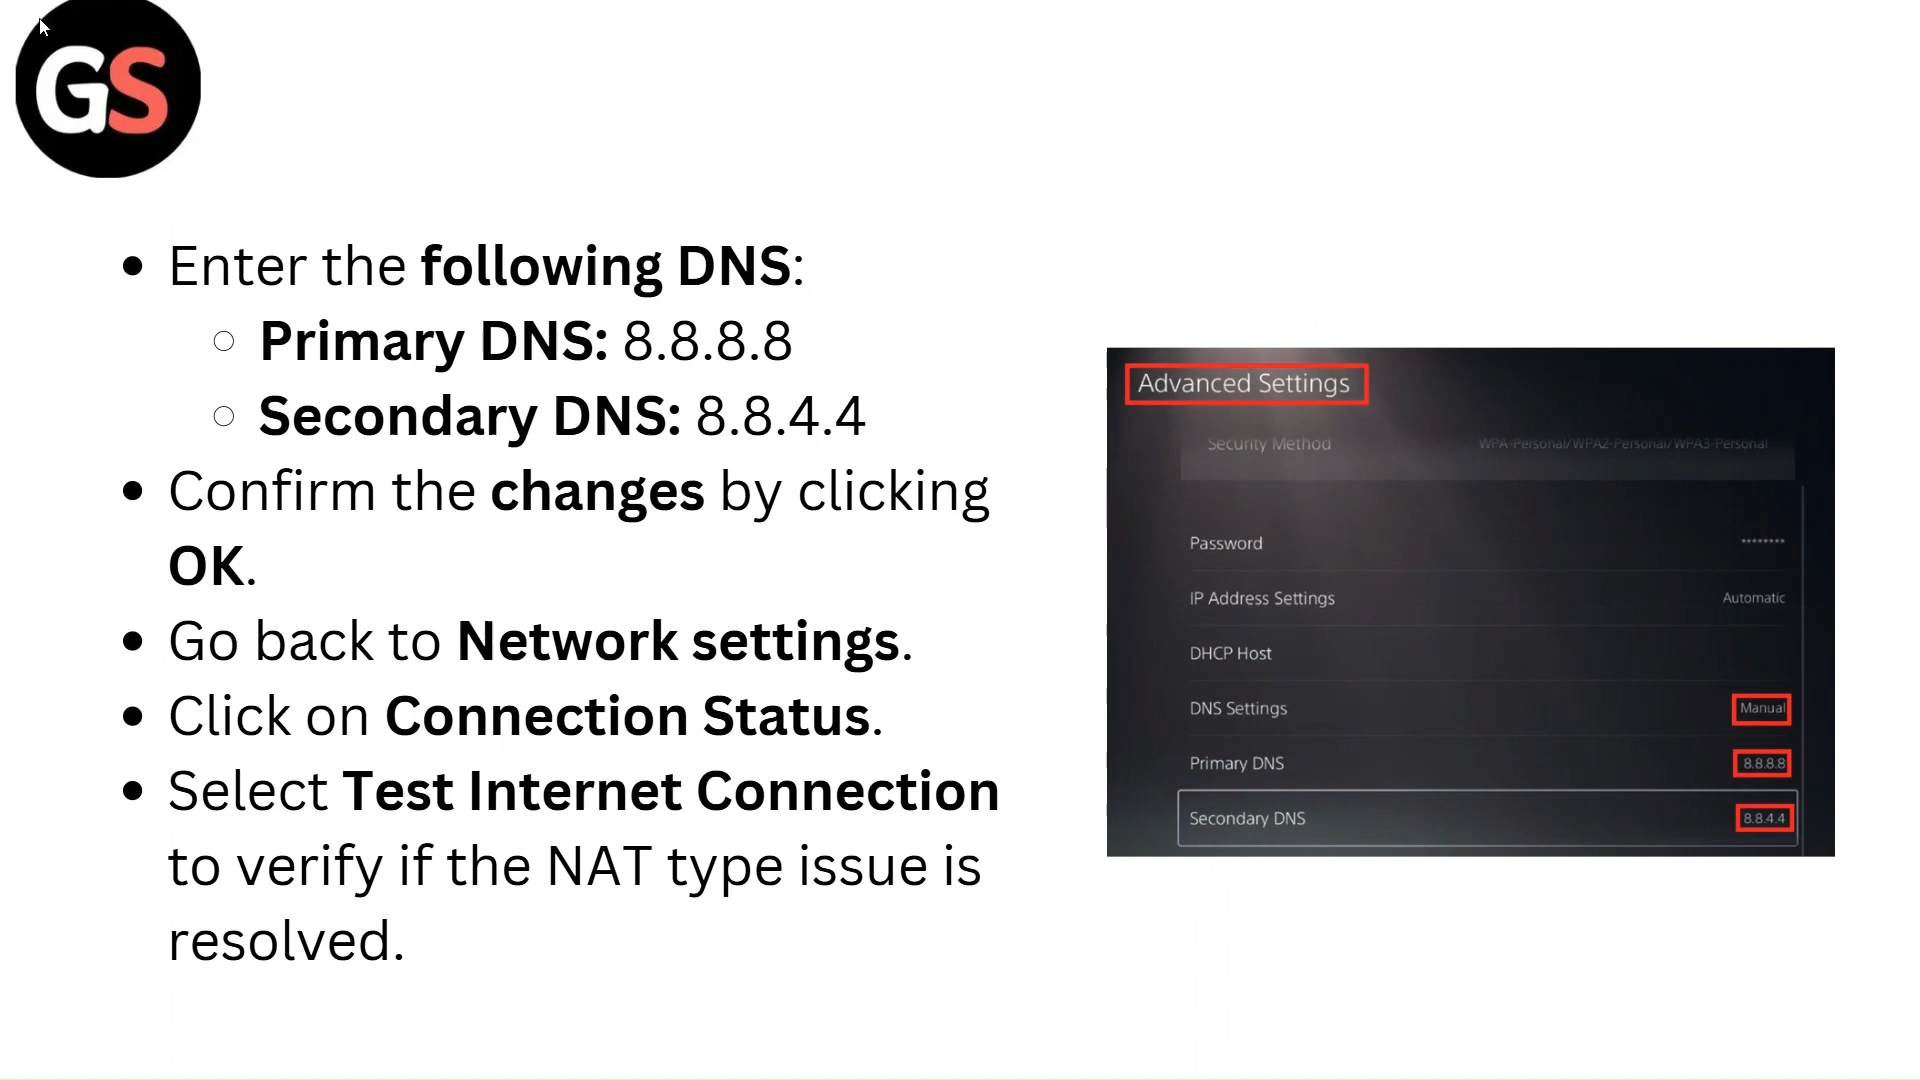 GS
Enter the following DNS:
Primary DNS: 8.8.8.8
Secondary DNS: 8.8.4.4
Confirm the changes by clicking
OK.
Go back to Network settings.
Click on Connection Status.
Select Test Internet Connection
to verify if the NAT type issue is
resolved.
Advanced Settings
Security Method WPA-Personal/WPA2-Personal/WPA3-Personal
Password ********
IP Address Settings Automatic
DHCP Host
DNS Settings Manual
Primary DNS 8.8.8.8
Secondary DNS 8.8.4.4